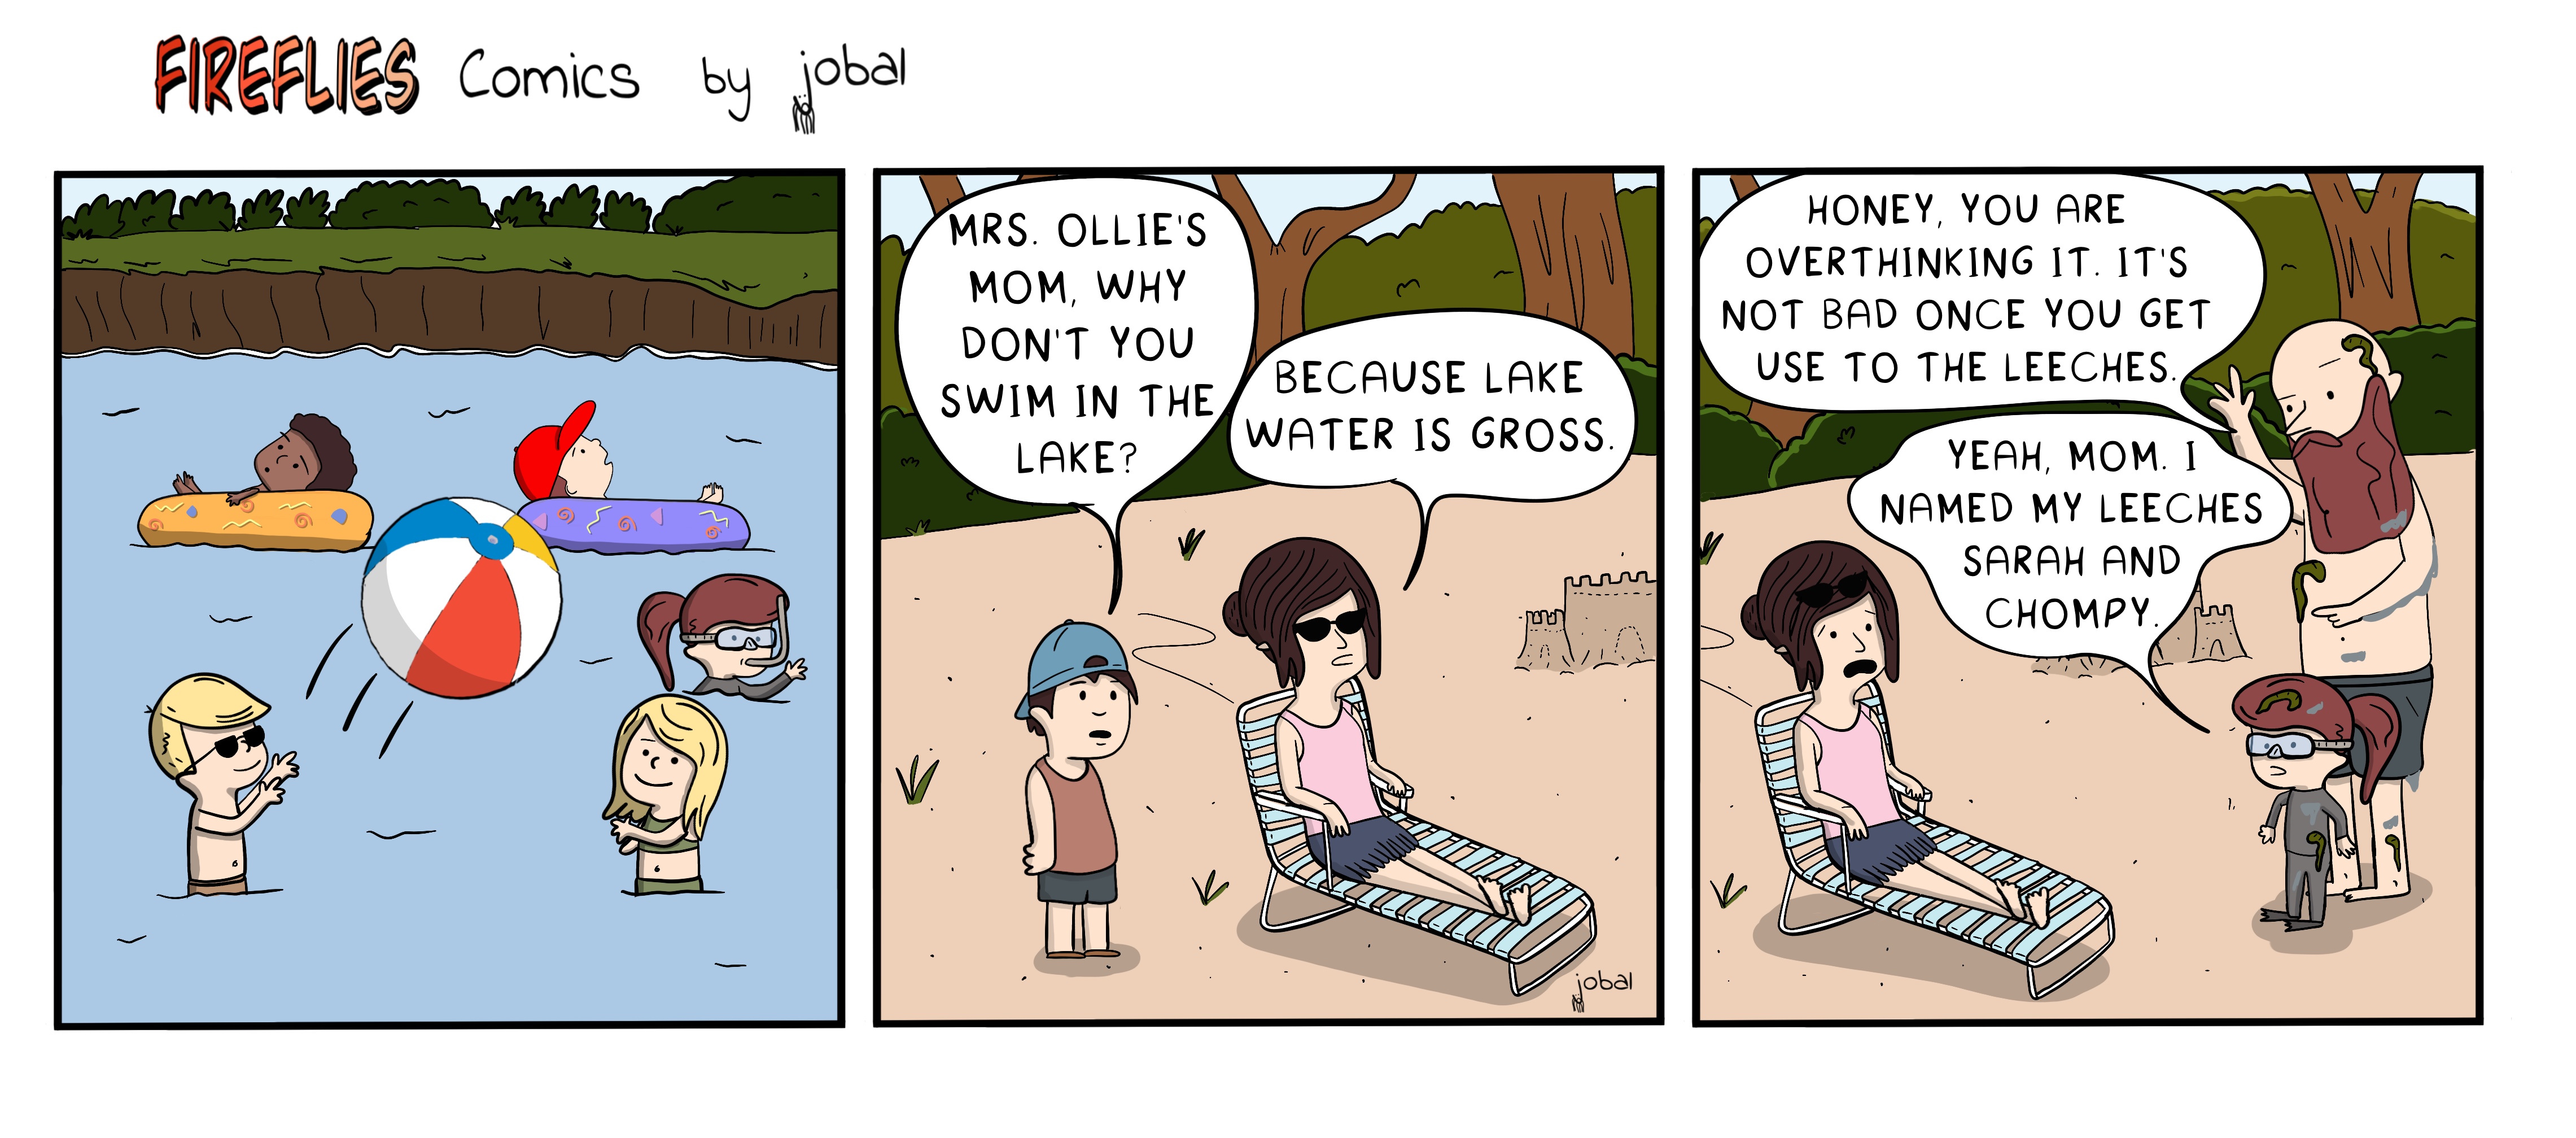 FIREFLIES Comics by jobal
MRS. OLLIE'S
MOM, WHY
DON'T YOU
SWIM IN THE
LAKE?
BECAUSE LAKE
WATER IS GROSS.
jobal
HONEY, YOU ARE
OVERTHINKING IT. IT'S
NOT BAD ONCE YOU GET
USE TO THE LEECHES.
YEAH, MOM. I
NAMED MY LEECHES
SARAH AND
CHOMPY.